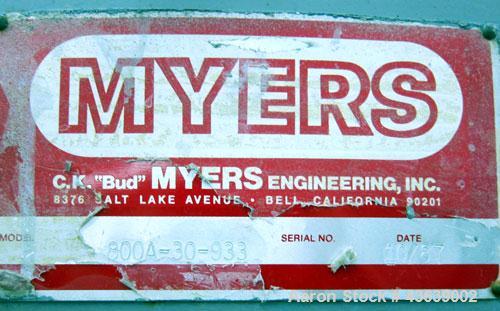 MYERS
C.K. "Bud" MYERS ENGINEERING, INC.
8376 SALT LAKE AVENUE • BELL, CALIFORNIA 90201
MODEL 800A-30-933 SERIAL NO. DATE
Aaron Stock # 45669002